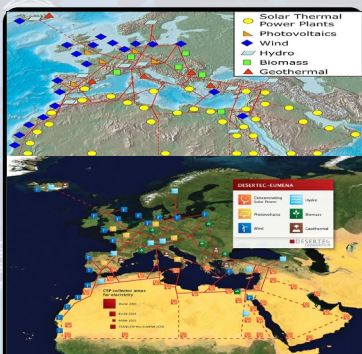 Solar Thermal
Power Plants
Photovoltaics
Wind
Hydro
Biomass
Geothermal
DESERTEC-EUMENA
Concentrating
Solar Power
Hydro
Photovoltaics
Biomass
Wind
Geothermal
DESERTEC
CSP collector areas
for electricity